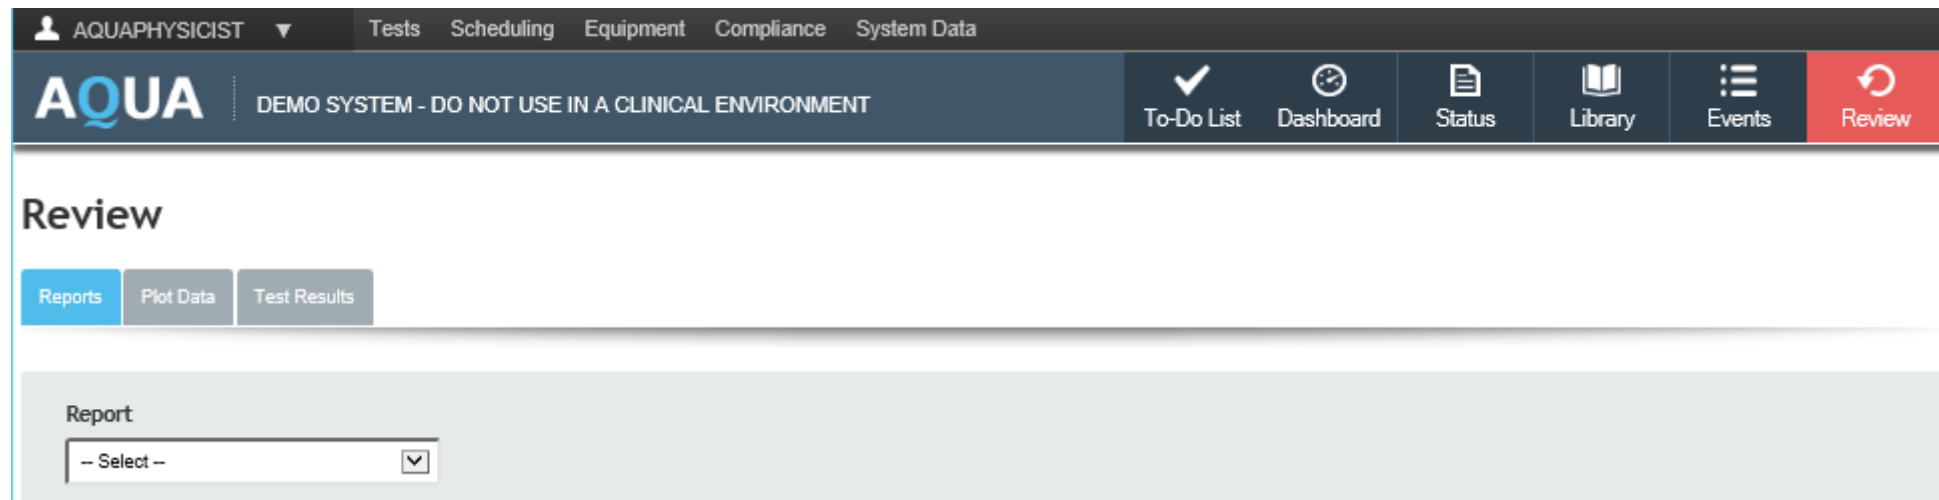 AQUAPHYSICIST ▼ Tests Scheduling Equipment Compliance System Data
AQUA DEMO SYSTEM - DO NOT USE IN A CLINICAL ENVIRONMENT To-Do List Dashboard Status Library Events Review
Review
Reports Plot Data Test Results
Report
-- Select --